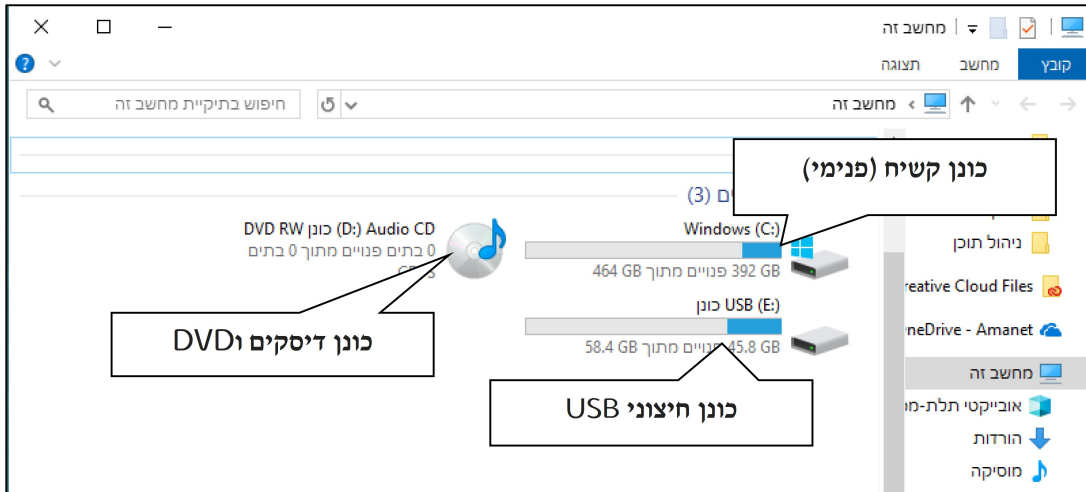 מחשב זה
קובץ
מחשב
תצוגה
מחשב זה
חיפוש בתיקיית מחשב זה
כונן קשיח (פנימי)
(3)
Windows (C:)
392 GB פנויים מתוך 464 GB
כונן DVD RW (D:) Audio CD
0 בתים פנויים מתוך 0 בתים
כונן USB (E:)
45.8 GB פנויים מתוך 58.4 GB
כונן דיסקים וDVD
כונן חיצוני USB
ניהול תוכן
reative Cloud Files
neDrive - Amanet
מחשב זה
אובייקטי תלת-ממ
הורדות
מוסיקה